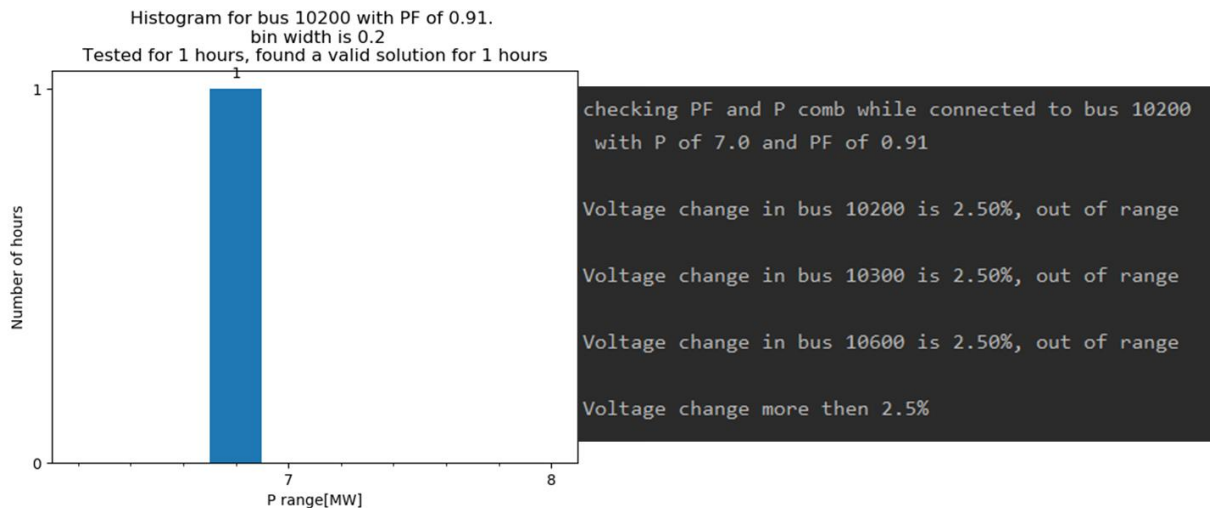 Histogram for bus 10200 with PF of 0.91.
bin width is 0.2
Tested for 1 hours, found a valid solution for 1 hours
1
1
Number of hours
0
7
8
P range[MW]
checking PF and P comb while connected to bus 10200
with P of 7.0 and PF of 0.91
Voltage change in bus 10200 is 2.50%, out of range
Voltage change in bus 10300 is 2.50%, out of range
Voltage change in bus 10600 is 2.50%, out of range
Voltage change more then 2.5%